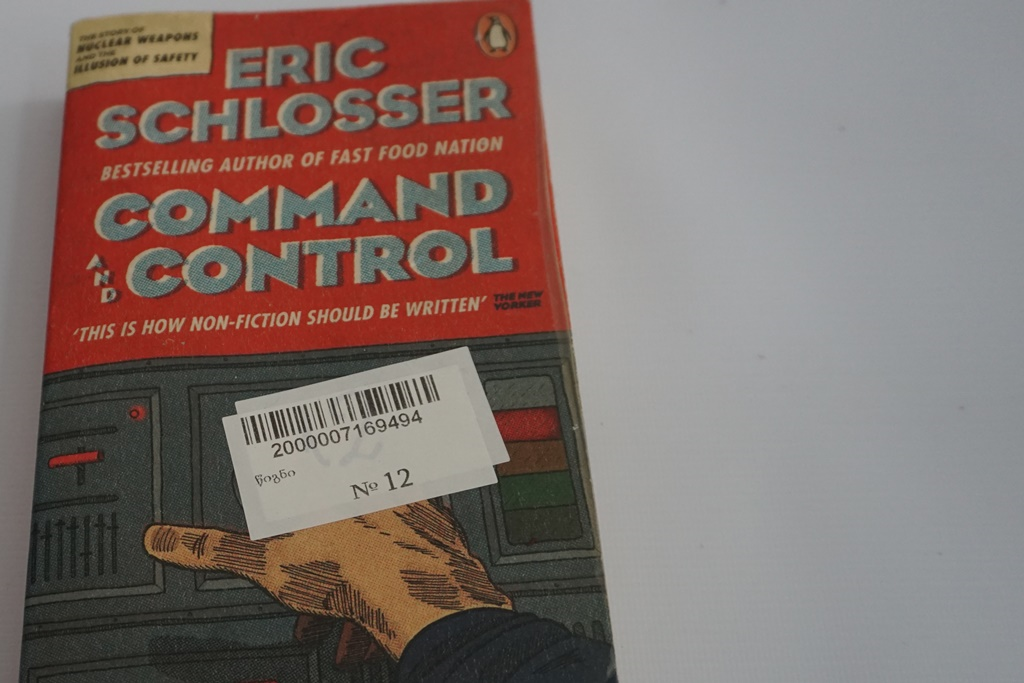 THE STORY OF
NUCLEAR WEAPONS
AND THE
ILLUSION OF SAFETY
ERIC
SCHLOSSER
BESTSELLING AUTHOR OF FAST FOOD NATION
COMMAND
AND CONTROL
'THIS IS HOW NON-FICTION SHOULD BE WRITTEN' THE NEW
YORKER
2000007169494
წიგნი
№ 12